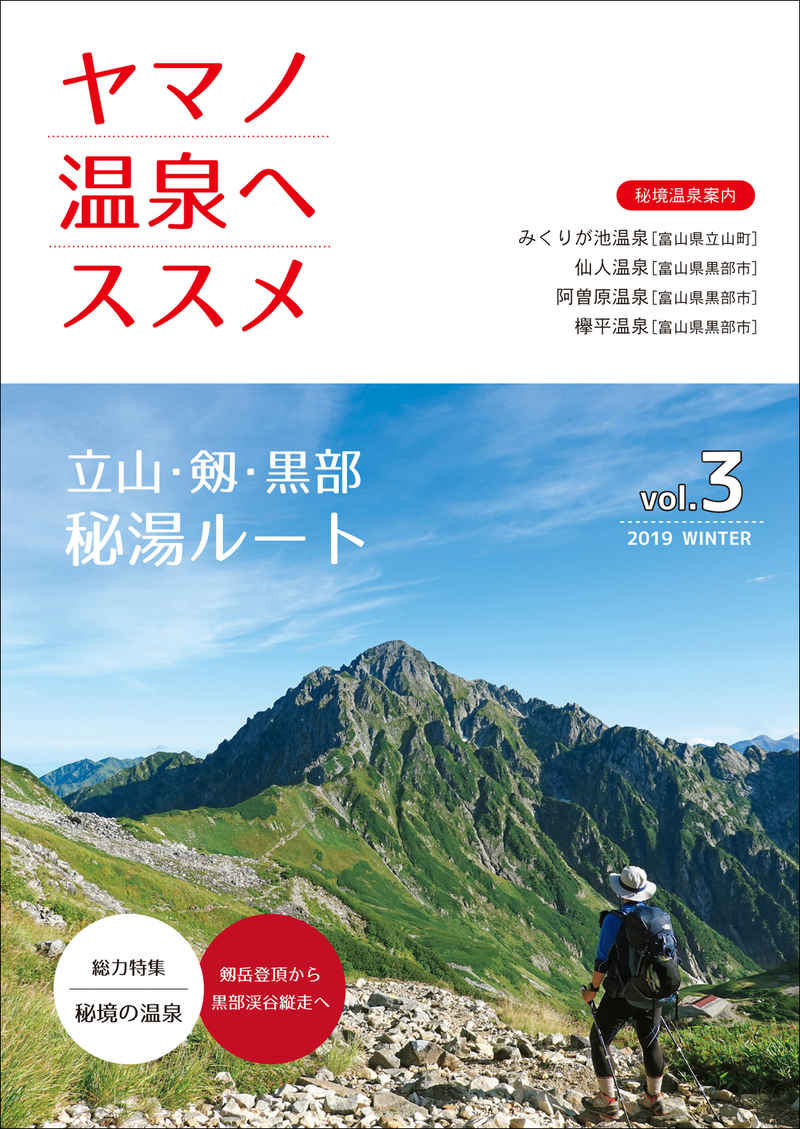 ヤマノ
温泉へ
ススメ
秘境温泉案内
みくりが池温泉[富山県立山町]
仙人温泉[富山県黒部市]
阿曽原温泉[富山県黒部市]
欅平温泉[富山県黒部市]
立山・剱・黒部
秘湯ルート
vol.3
2019 WINTER
総力特集
秘境の温泉
剱岳登頂から
黒部渓谷縦走へ